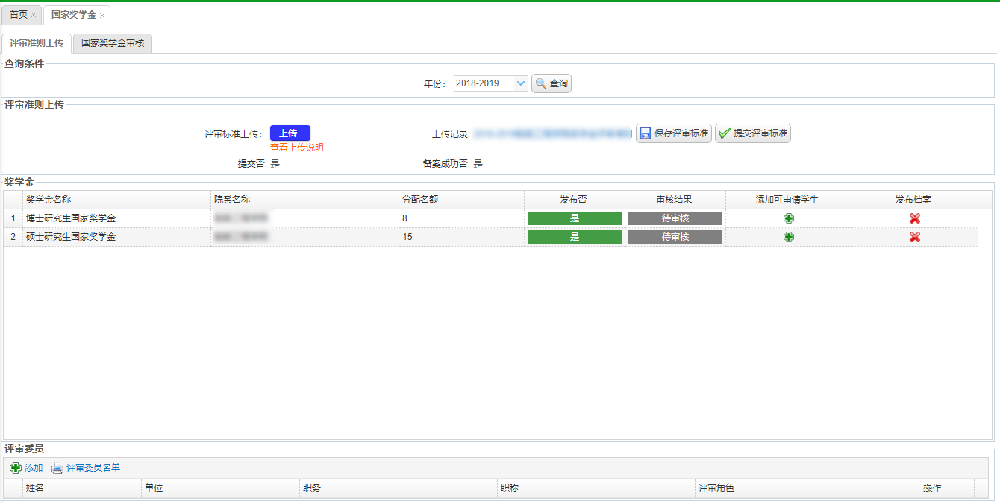 首页 国家奖学金
评审准则上传 国家奖学金审核
查询条件
年份： 2018-2019 查询
评审准则上传
评审标准上传： 上传 上传记录: 保存评审标准 提交评审标准
查看上传说明
提交否: 是 备案成功否: 是
奖学金
奖学金名称 院系名称 分配名额 发布否 审核结果 添加可申请学生 发布档案
1 博士研究生国家奖学金 8 是 待审核
2 硕士研究生国家奖学金 15 是 待审核
评审委员
添加 评审委员名单
姓名 单位 职务 职称 评审角色 操作